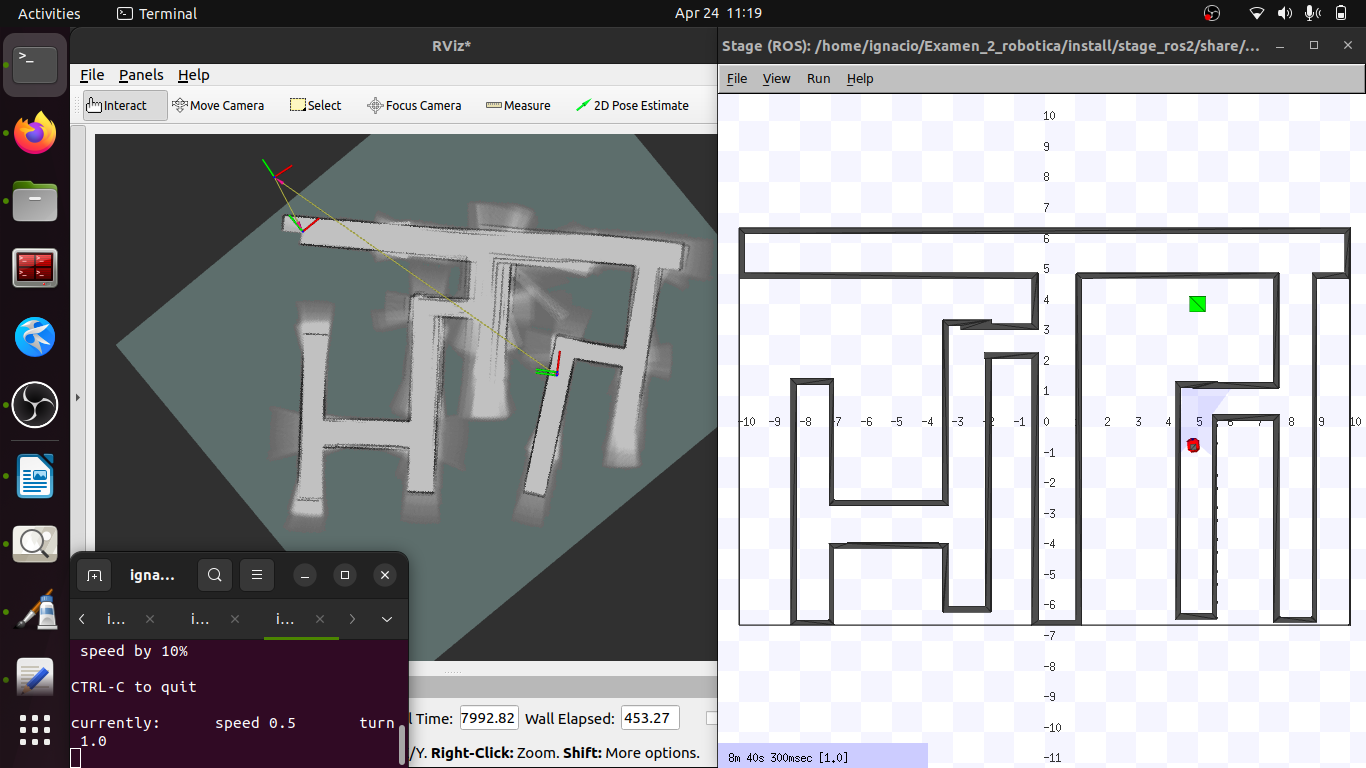 Activities
Terminal
Apr 24 11:19
RViz*
File Panels Help
Interact
Move Camera
Select
Focus Camera
Measure
2D Pose Estimate
igna...
i...
i...
i...
speed by 10%
CTRL-C to quit
currently: speed 0.5 turn
1.0
l Time: 7992.82 Wall Elapsed: 453.27
/Y. Right-Click: Zoom. Shift: More options.
Stage (ROS): /home/ignacio/Examen_2_robotica/install/stage_ros2/share/...
File View Run Help
10
9
8
7
6
5
4
3
2
1
-10 -9 -8 -7 -6 -5 -4 -3 -2 -1 0 1 2 3 4 5 6 7 8 9 10
-1
-2
-3
-4
-5
-6
-7
-8
-9
-10
-11
8m 40s 300msec [1.0]